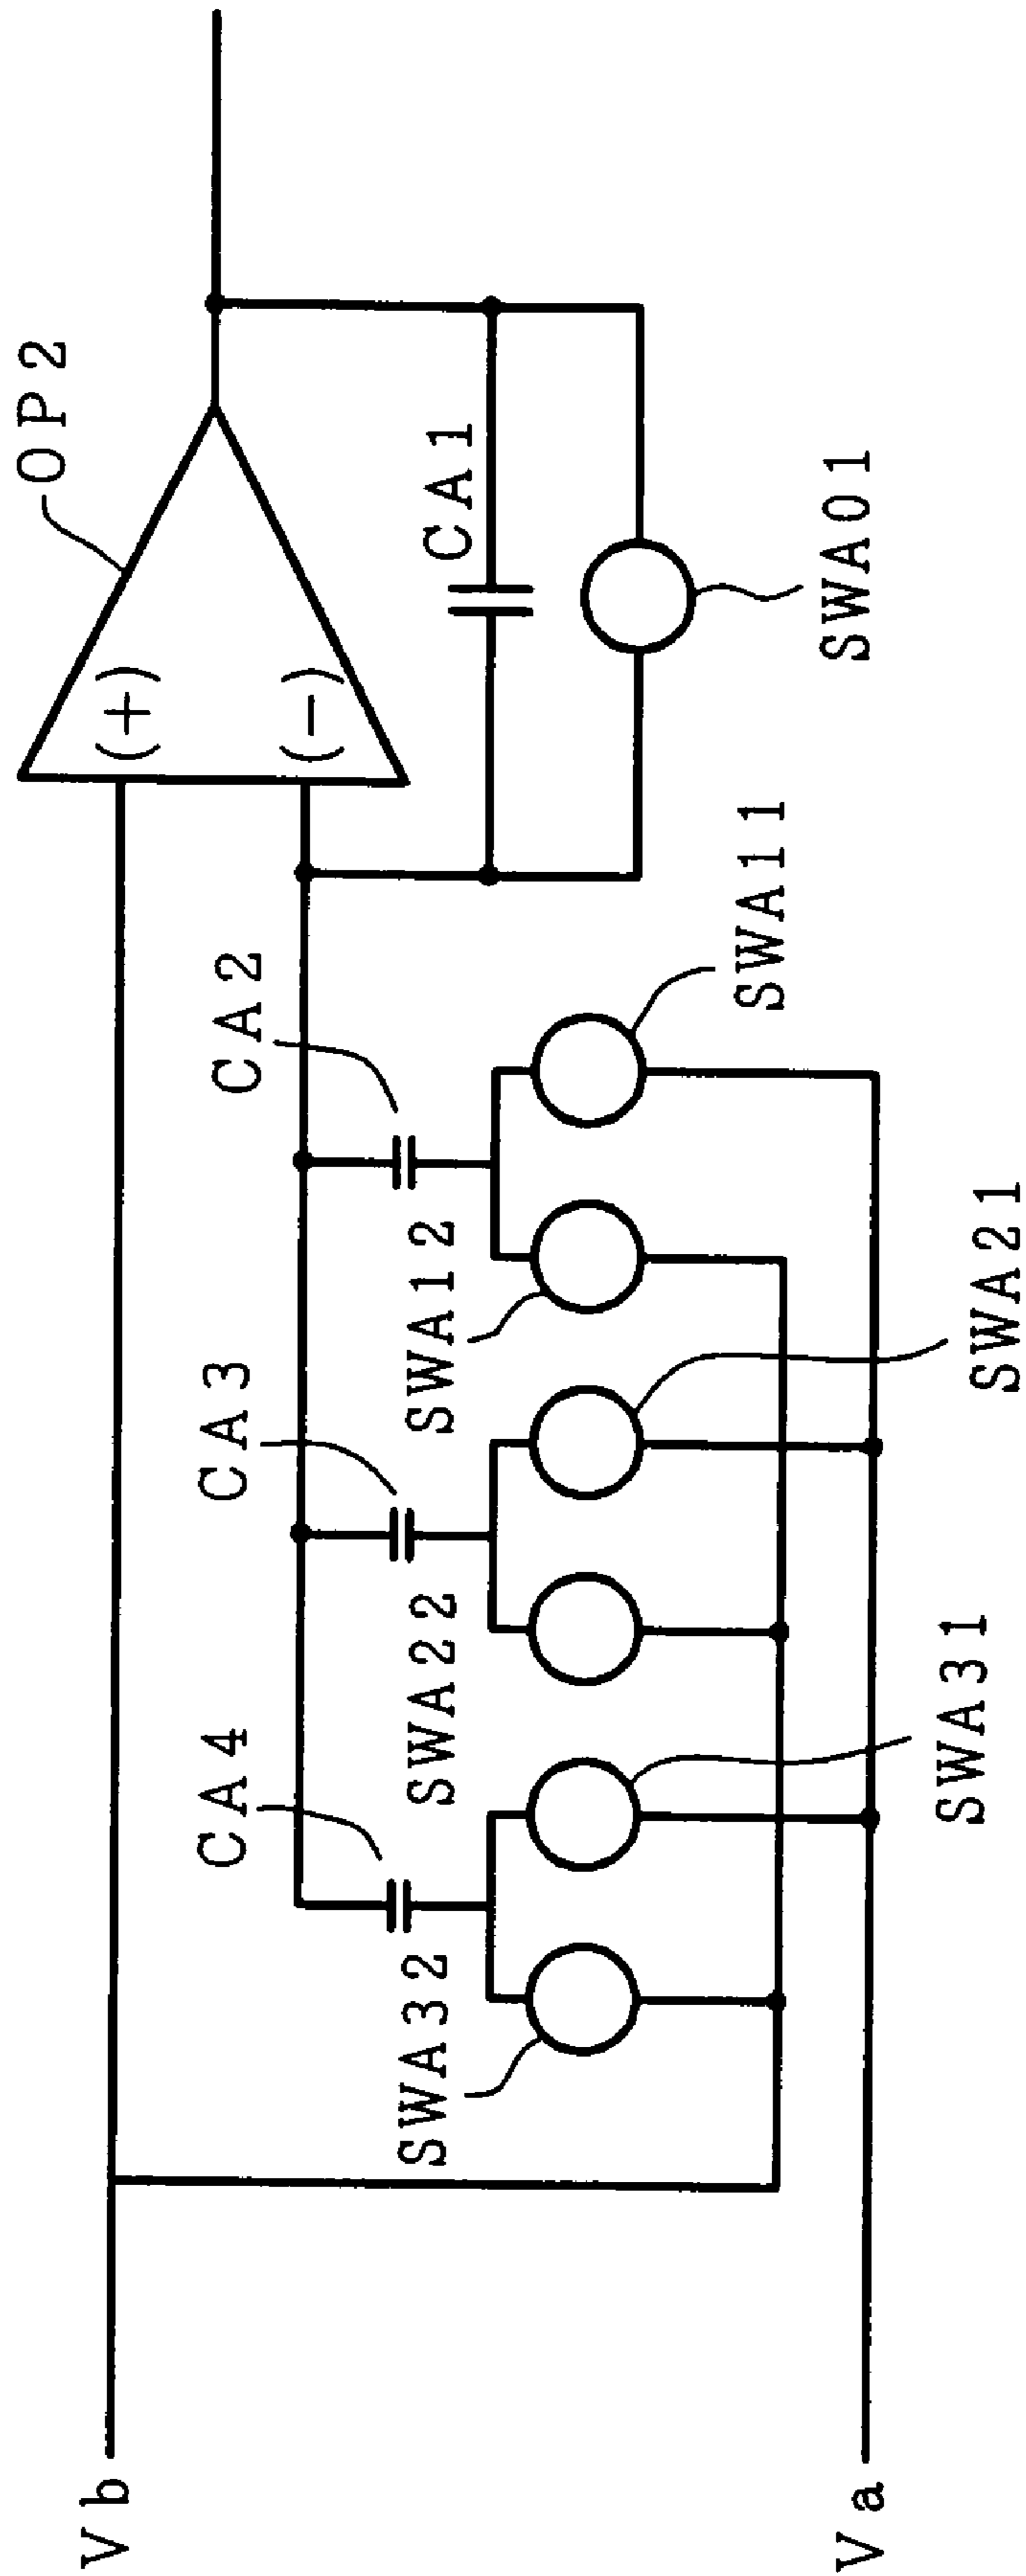 OP2
(+)
(-)
CA1
SWA01
CA2
SWA11
SWA12
CA3
SWA21
SWA22
CA4
SWA31
SWA32
Vb
Va